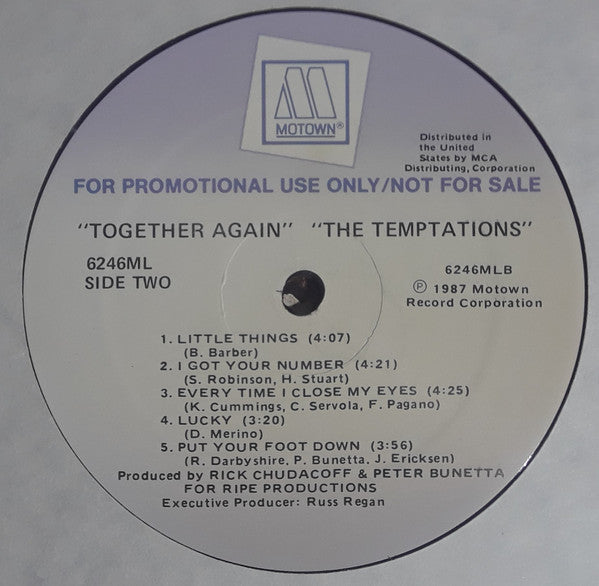 MOTOWN®
Distributed in
the United
States by MCA
Distributing, Corporation
FOR PROMOTIONAL USE ONLY/NOT FOR SALE
"TOGETHER AGAIN" "THE TEMPTATIONS"
6246ML
SIDE TWO
6246MLB
℗ 1987 Motown
Record Corporation
1. LITTLE THINGS (4:07)
(B. Barber)
2. I GOT YOUR NUMBER (4:21)
(S. Robinson, H. Stuart)
3. EVERY TIME I CLOSE MY EYES (4:25)
(K. Cummings, C. Servola, F. Pagano)
4. LUCKY (3:20)
(D. Merino)
5. PUT YOUR FOOT DOWN (3:56)
(R. Darbyshire, P. Bunetta, J. Ericksen)
Produced by RICK CHUDACOFF & PETER BUNETTA
FOR RIPE PRODUCTIONS
Executive Producer: Russ Regan